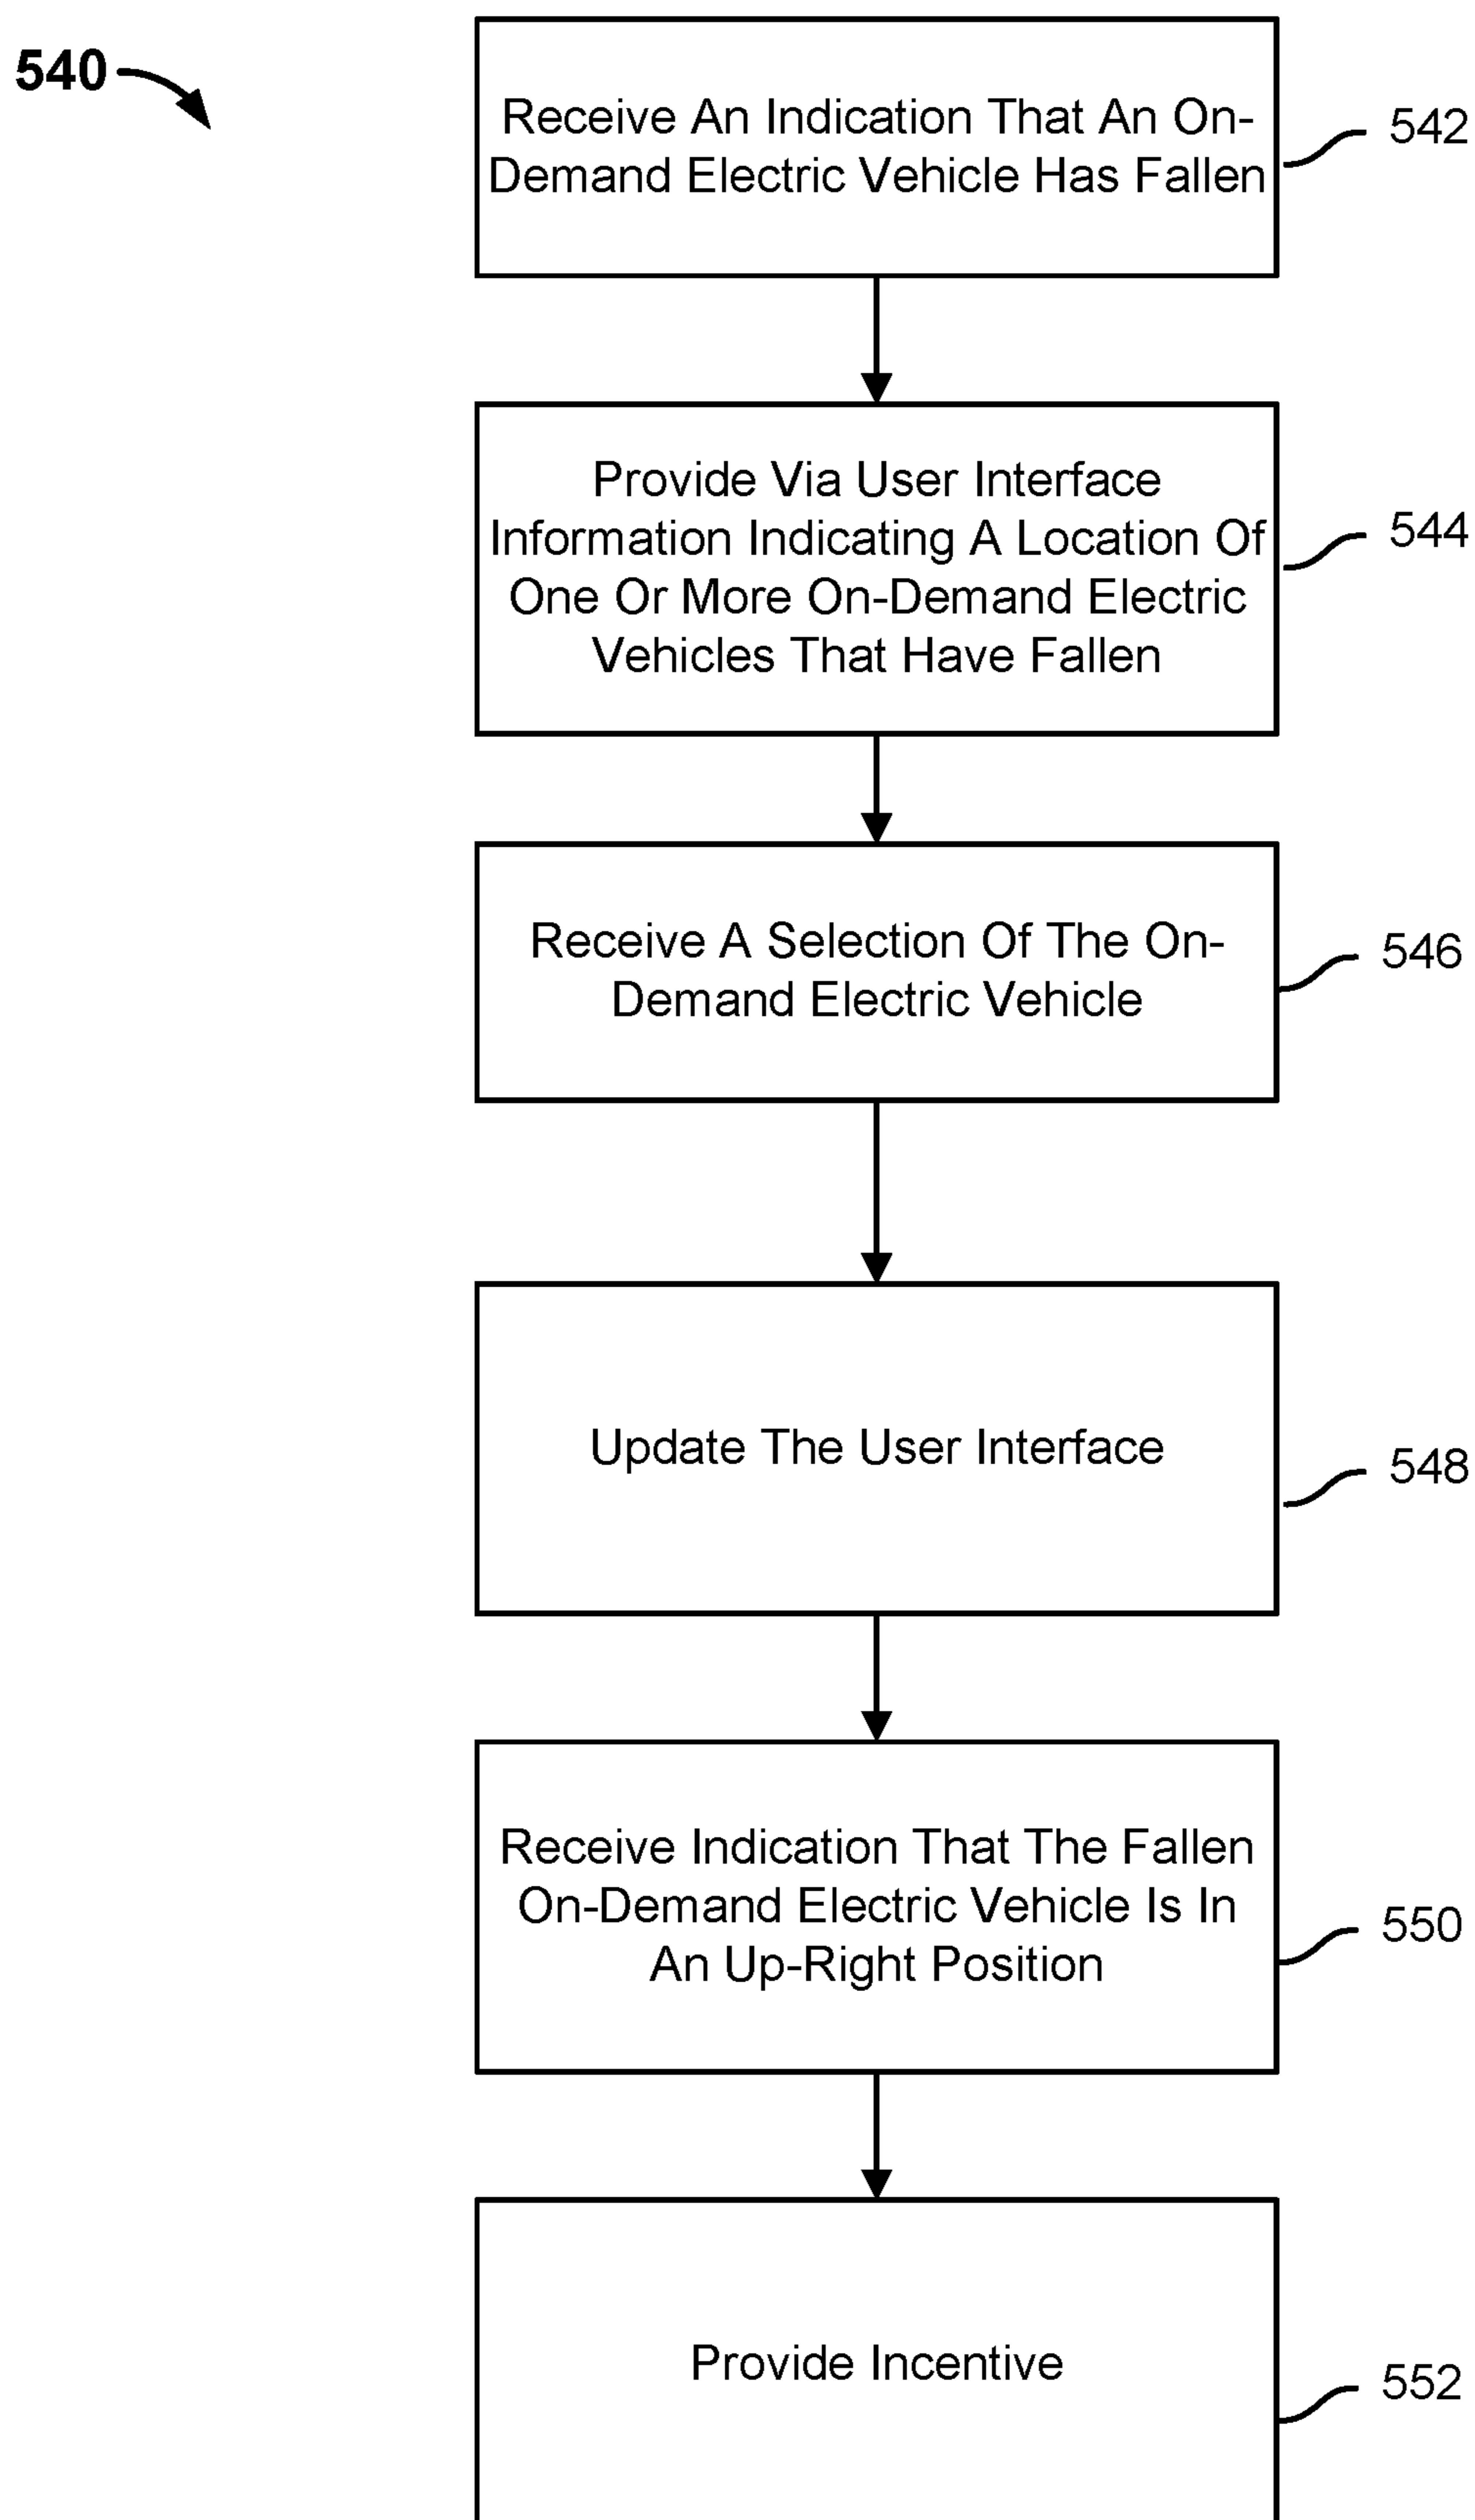 540
Receive An Indication That An On-
Demand Electric Vehicle Has Fallen
542
Provide Via User Interface
Information Indicating A Location Of
One Or More On-Demand Electric
Vehicles That Have Fallen
544
Receive A Selection Of The On-
Demand Electric Vehicle
546
Update The User Interface
548
Receive Indication That The Fallen
On-Demand Electric Vehicle Is In
An Up-Right Position
550
Provide Incentive
552